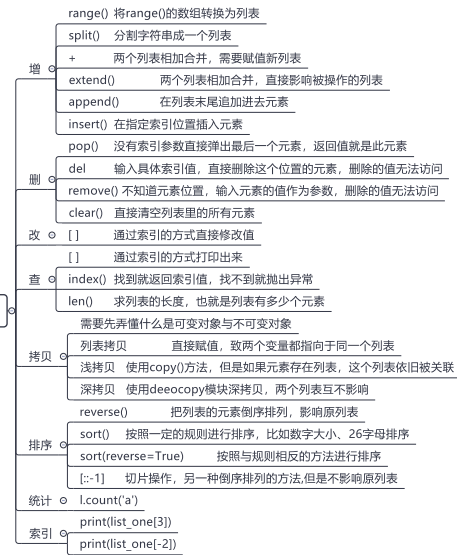 增
range() 将range()的数组转换为列表
split() 分割字符串成一个列表
+ 两个列表相加合并，需要赋值新列表
extend() 两个列表相加合并，直接影响被操作的列表
append() 在列表末尾追加进去元素
insert() 在指定索引位置插入元素
删
pop() 没有索引参数直接弹出最后一个元素，返回值就是此元素
del 输入具体索引值，直接删除这个位置的元素，删除的值无法访问
remove() 不知道元素位置，输入元素的值作为参数，删除的值无法访问
clear() 直接清空列表里的所有元素
改
[ ] 通过索引的方式直接修改值
查
[ ] 通过索引的方式打印出来
index() 找到就返回索引值，找不到就抛出异常
len() 求列表的长度，也就是列表有多少个元素
拷贝
需要先弄懂什么是可变对象与不可变对象
列表拷贝 直接赋值，致两个变量都指向于同一个列表
浅拷贝 使用copy()方法，但是如果元素存在列表，这个列表依旧被关联
深拷贝 使用deeocopy模块深拷贝，两个列表互不影响
排序
reverse() 把列表的元素倒序排列，影响原列表
sort() 按照一定的规则进行排序，比如数字大小、26字母排序
sort(reverse=True) 按照与规则相反的方法进行排序
[::-1] 切片操作，另一种倒序排列的方法,但是不影响原列表
统计
l.count('a')
索引
print(list_one[3])
print(list_one[-2])